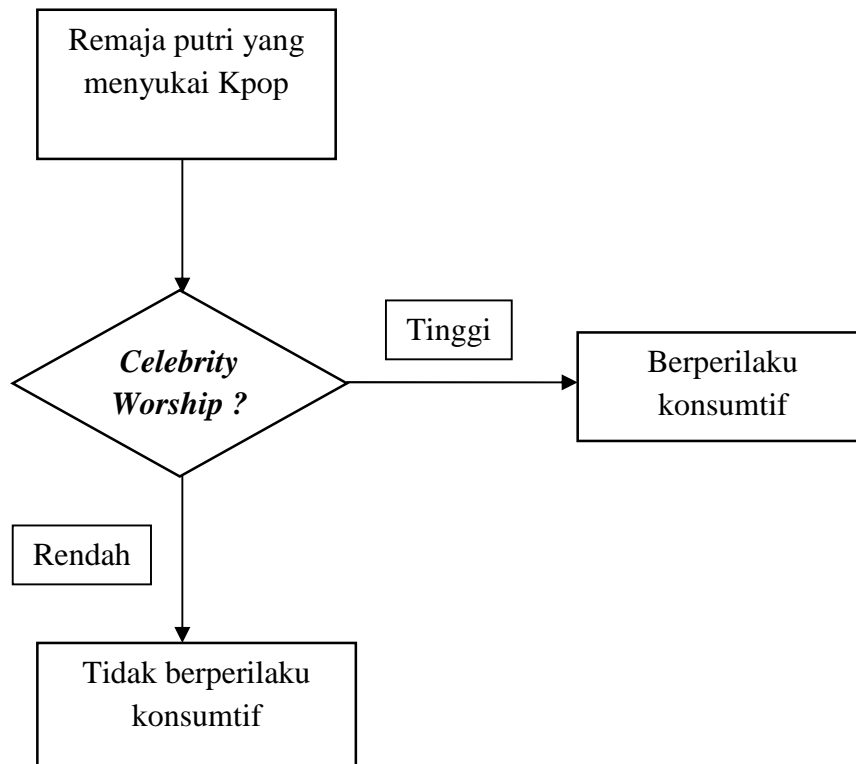 Remaja putri yang
menyukai Kpop
Celebrity
Worship ?
Tinggi
Berperilaku
konsumtif
Rendah
Tidak berperilaku
konsumtif